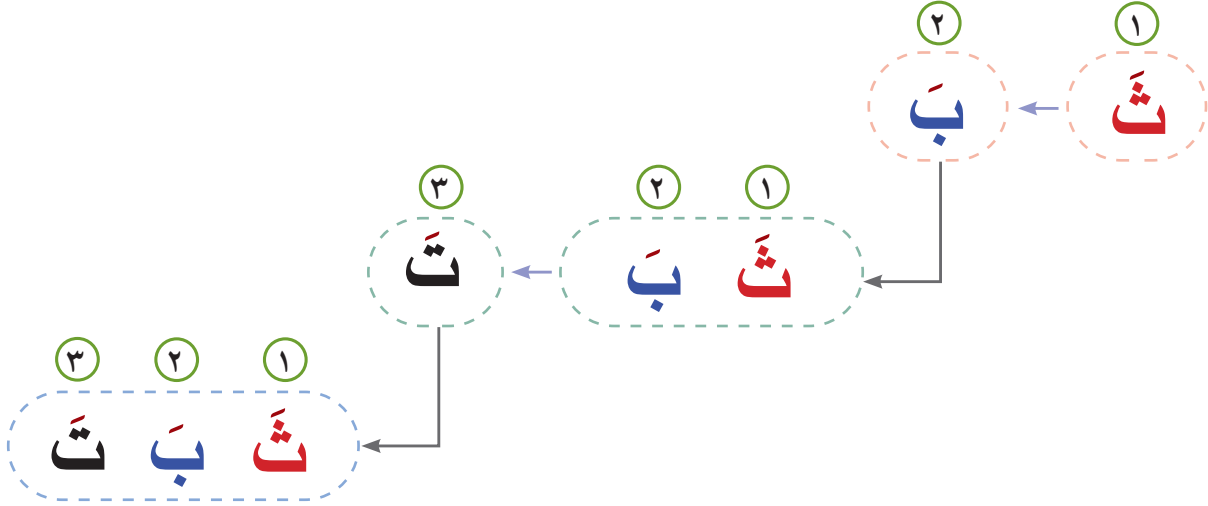 ١ ٢
ثَ بَ
١ ٢ ٣
ثَ بَ تَ
١ ٢ ٣
ثَ بَ تَ